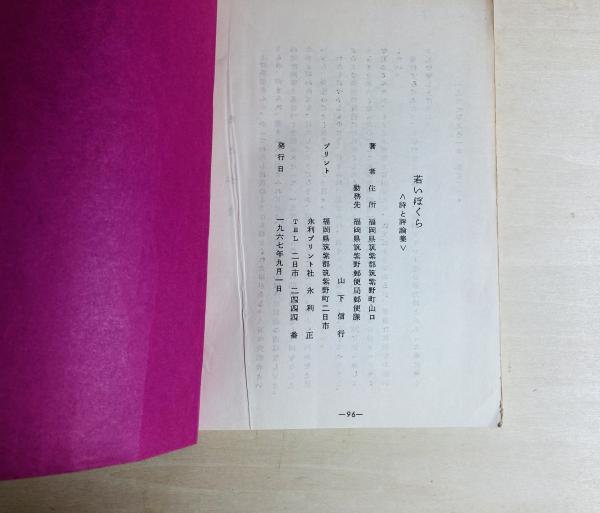 若いぼくら
<詩と評論集>
著者 住所 福岡県筑紫郡筑紫野町山口
勤務先 福岡県筑紫野郵便局郵便課
山下信行
プリント 福岡県筑紫郡筑紫野町二日市
永利プリント社 永利 正
TEL 二日市 二四四四 番
発行日 一九六七年九月一日
—96—